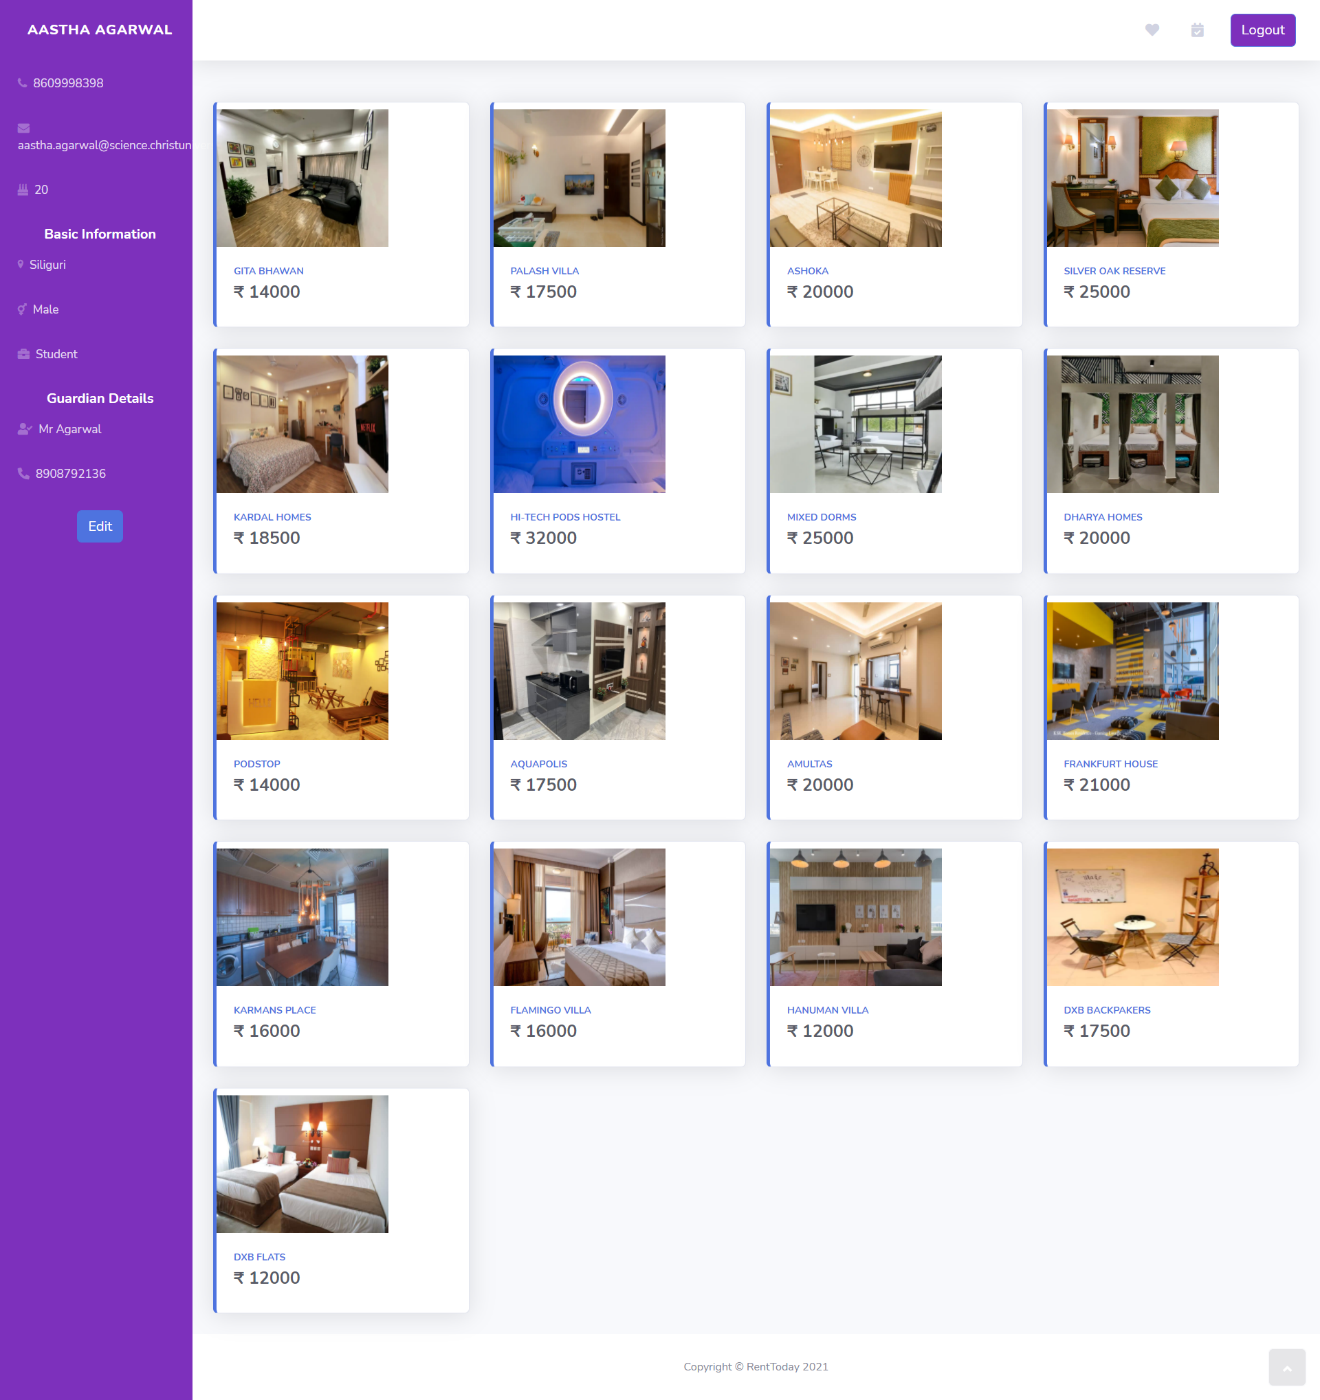 AASTHA AGARWAL
8609998398
aastha.agarwal@science.christun
20
Basic Information
Siliguri
Male
Student
Guardian Details
Mr Agarwal
8908792136
Edit
Logout
GITA BHAWAN
₹ 14000
PALASH VILLA
₹ 17500
ASHOKA
₹ 20000
SILVER OAK RESERVE
₹ 25000
NETFLIX
KARDAL HOMES
₹ 18500
HI-TECH PODS HOSTEL
₹ 32000
MIXED DORMS
₹ 25000
DHARYA HOMES
₹ 20000
PODSTOP
₹ 14000
AQUAPOLIS
₹ 17500
AMULTAS
₹ 20000
FRANKFURT HOUSE
₹ 21000
KARMANS PLACE
₹ 16000
FLAMINGO VILLA
₹ 16000
HANUMAN VILLA
₹ 12000
DXB BACKPAKERS
₹ 17500
DXB FLATS
₹ 12000
Copyright © RentToday 2021